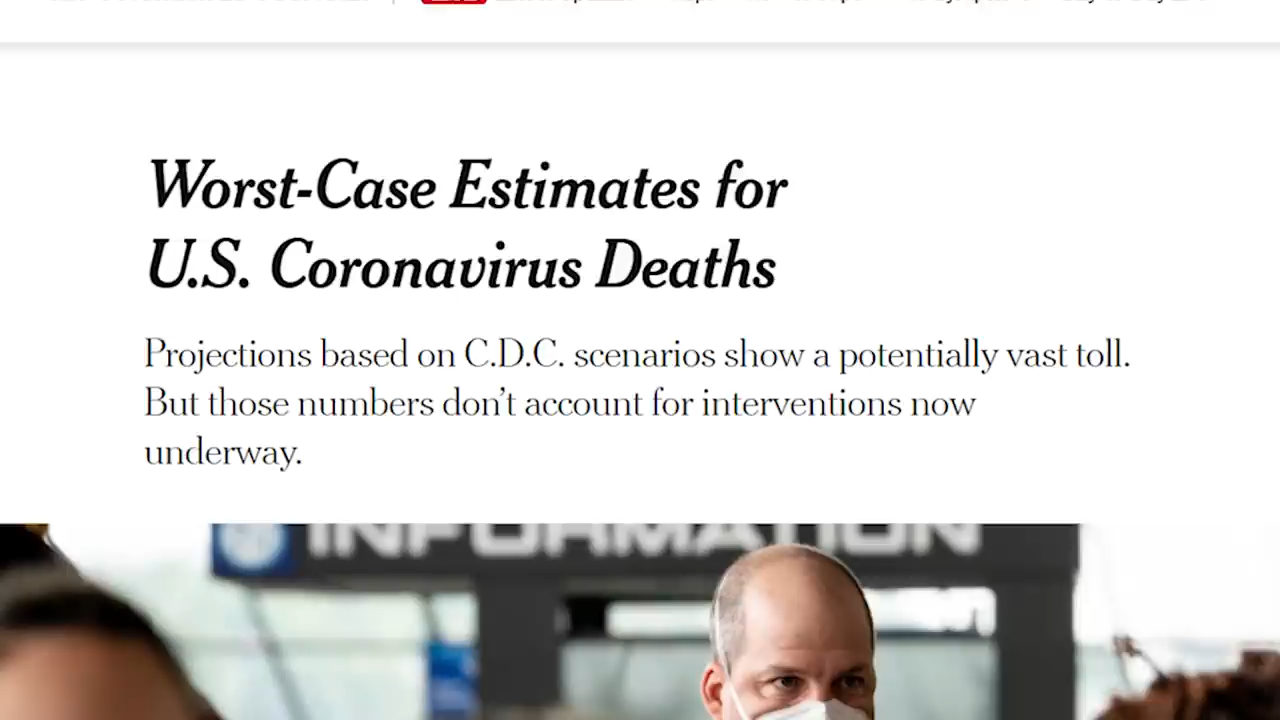 Worst-Case Estimates for
U.S. Coronavirus Deaths
Projections based on C.D.C. scenarios show a potentially vast toll.
But those numbers don’t account for interventions now
underway.
INFORMATION